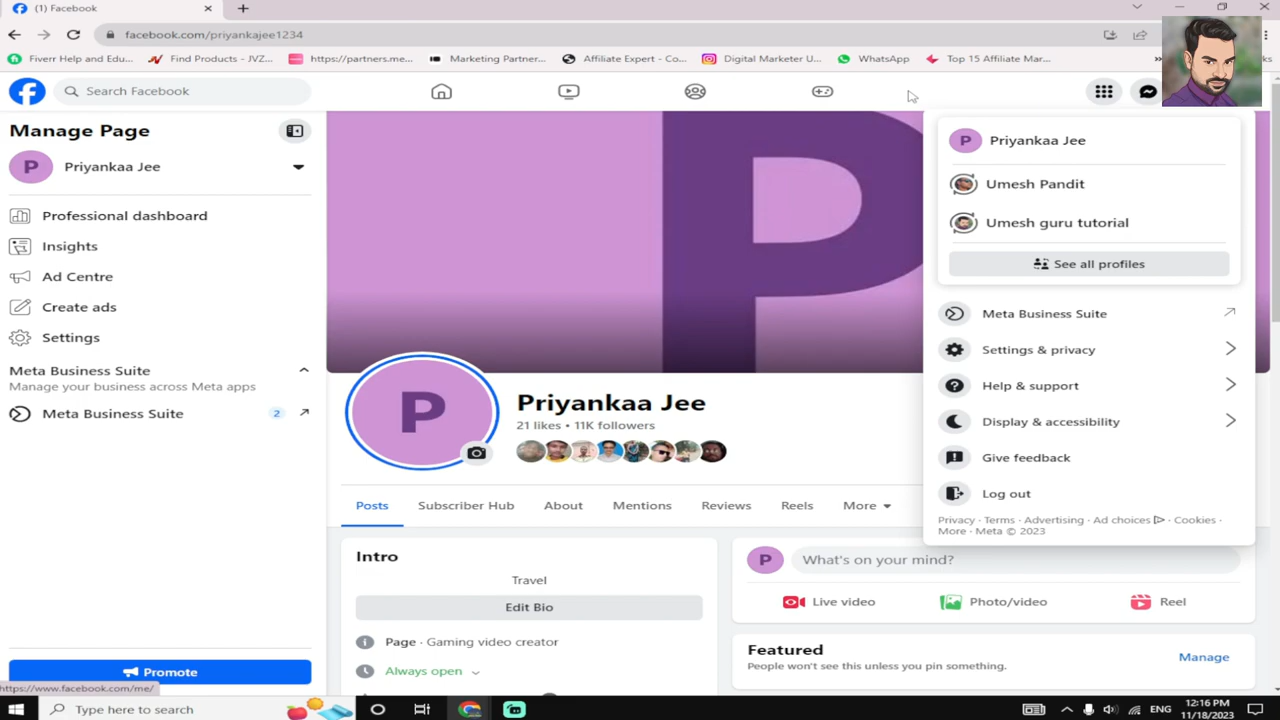 (1) Facebook
facebook.com/priyankajee1234
Fiverr Help and Edu... Find Products - JVZ... https://partners.me... Marketing Partner... Affiliate Expert - Co... Digital Marketer U... WhatsApp Top 15 Affiliate Mar... » ks
Search Facebook
Manage Page
P Priyankaa Jee
Professional dashboard
Insights
Ad Centre
Create ads
Settings
Meta Business Suite
Manage your business across Meta apps
Meta Business Suite 2
Promote
https://www.facebook.com/me/
P
P
Priyankaa Jee
21 likes • 11K followers
Posts Subscriber Hub About Mentions Reviews Reels More
Intro
Travel
Edit Bio
Page · Gaming video creator
Always open
P What's on your mind?
Live video Photo/video Reel
Featured Manage
People won't see this unless you pin something.
P Priyankaa Jee
Umesh Pandit
Umesh guru tutorial
See all profiles
Meta Business Suite
Settings & privacy
Help & support
Display & accessibility
Give feedback
Log out
Privacy · Terms · Advertising · Ad choices · Cookies ·
More · Meta © 2023
Type here to search
ENG
12:16 PM
11/18/2023